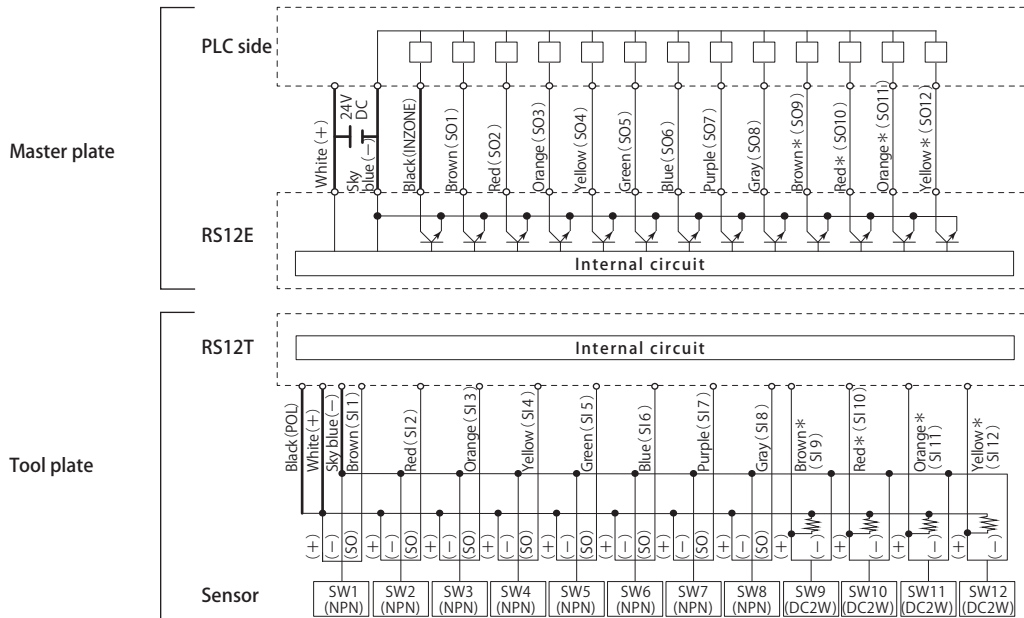 PLC side
Master plate
White (+)
24V
DC
Sky
blue (−)
Black(INZONE)
Brown (SO1)
Red (SO2)
Orange (SO3)
Yellow (SO4)
Green (SO5)
Blue (SO6)
Purple (SO7)
Gray (SO8)
Brown* (SO9)
Red* (SO10)
Orange* (SO11)
Yellow* (SO12)
RS12E
Internal circuit
RS12T
Internal circuit
Tool plate
Black(POL)
White(+)
Sky blue(−)
Brown (SI 1)
Red (SI 2)
Orange (SI 3)
Yellow (SI 4)
Green (SI 5)
Blue (SI 6)
Purple (SI 7)
Gray (SI 8)
Brown*
(SI 9)
Red* (SI 10)
Orange*
(SI 11)
Yellow*
(SI 12)
(+) (−) (SO) (+) (−) (SO) (+) (−) (SO) (+) (−) (SO) (+) (−) (SO) (+) (−) (SO) (+) (−) (SO) (+) (−) (SO) (+) (−) (+) (−) (+) (−) (+) (−)
Sensor
SW1
(NPN)
SW2
(NPN)
SW3
(NPN)
SW4
(NPN)
SW5
(NPN)
SW6
(NPN)
SW7
(NPN)
SW8
(NPN)
SW9
(DC2W)
SW10
(DC2W)
SW11
(DC2W)
SW12
(DC2W)